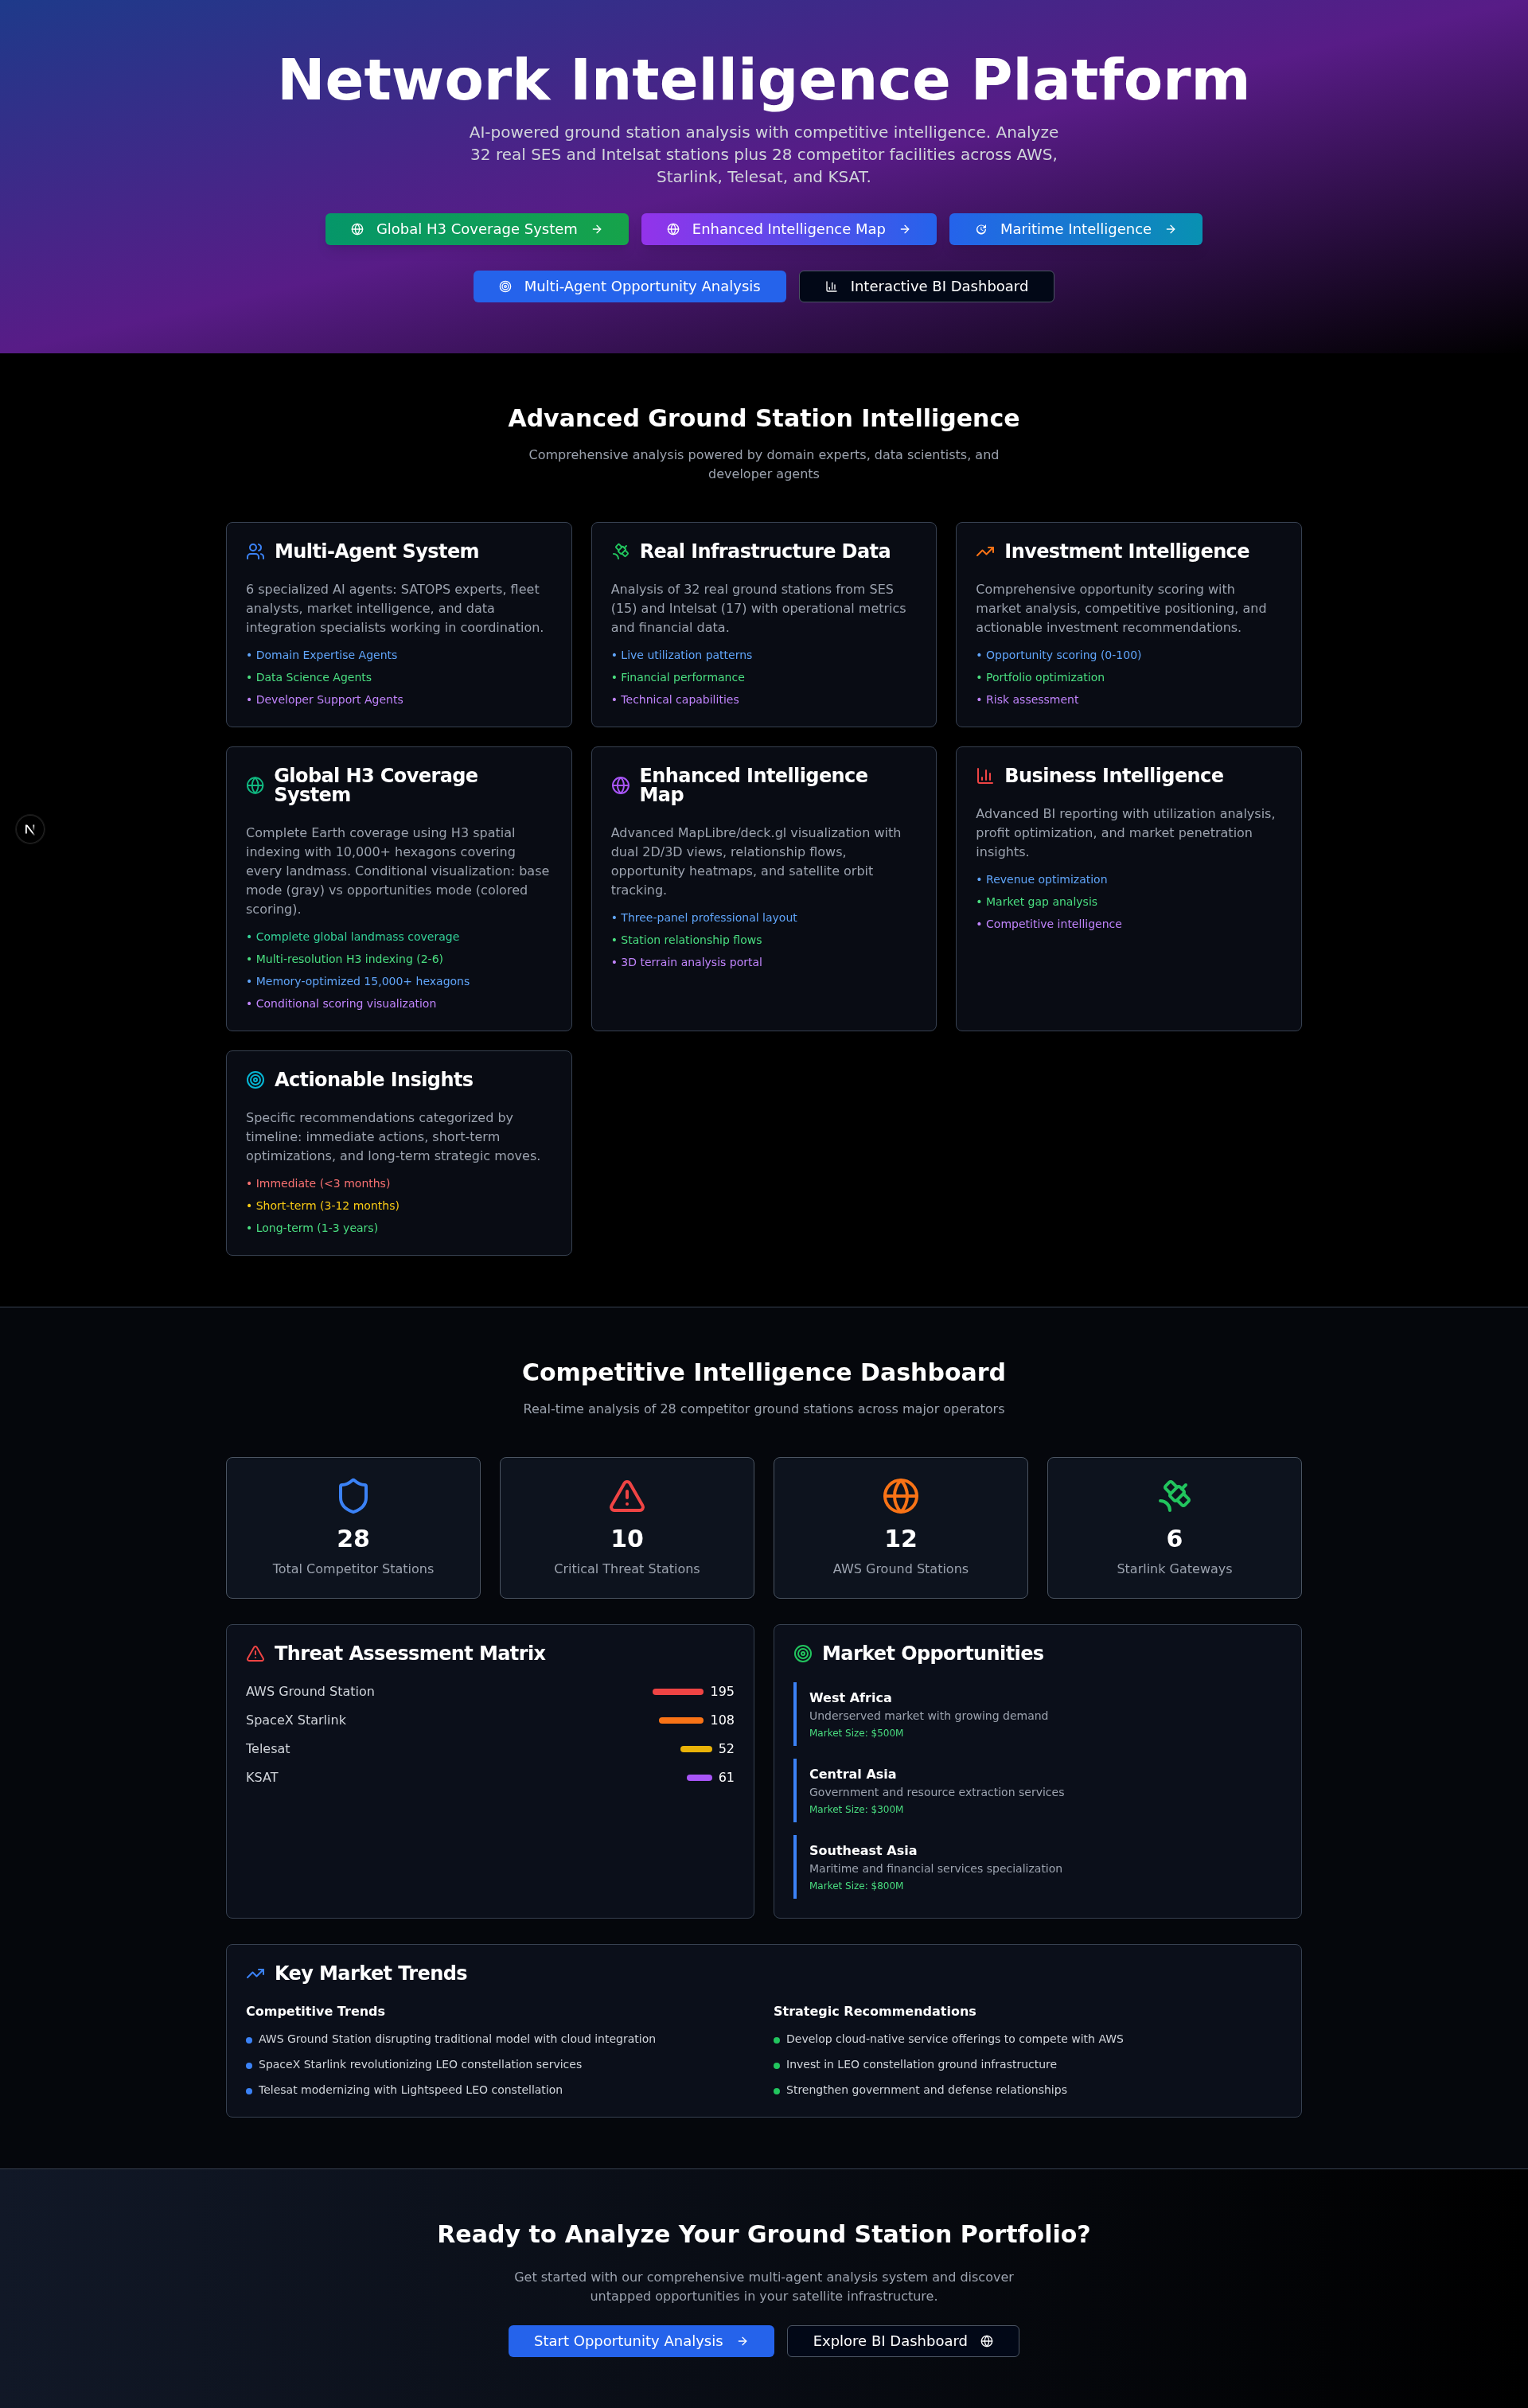 Network Intelligence Platform
AI-powered ground station analysis with competitive intelligence. Analyze
32 real SES and Intelsat stations plus 28 competitor facilities across AWS,
Starlink, Telesat, and KSAT.
Global H3 Coverage System
Enhanced Intelligence Map
Maritime Intelligence
Multi-Agent Opportunity Analysis
Interactive BI Dashboard
Advanced Ground Station Intelligence
Comprehensive analysis powered by domain experts, data scientists, and
developer agents
Multi-Agent System
6 specialized AI agents: SATOPS experts, fleet
analysts, market intelligence, and data
integration specialists working in coordination.
• Domain Expertise Agents
• Data Science Agents
• Developer Support Agents
Real Infrastructure Data
Analysis of 32 real ground stations from SES
(15) and Intelsat (17) with operational metrics
and financial data.
• Live utilization patterns
• Financial performance
• Technical capabilities
Investment Intelligence
Comprehensive opportunity scoring with
market analysis, competitive positioning, and
actionable investment recommendations.
• Opportunity scoring (0-100)
• Portfolio optimization
• Risk assessment
Global H3 Coverage
System
Complete Earth coverage using H3 spatial
indexing with 10,000+ hexagons covering
every landmass. Conditional visualization: base
mode (gray) vs opportunities mode (colored
scoring).
• Complete global landmass coverage
• Multi-resolution H3 indexing (2-6)
• Memory-optimized 15,000+ hexagons
• Conditional scoring visualization
Enhanced Intelligence
Map
Advanced MapLibre/deck.gl visualization with
dual 2D/3D views, relationship flows,
opportunity heatmaps, and satellite orbit
tracking.
• Three-panel professional layout
• Station relationship flows
• 3D terrain analysis portal
Business Intelligence
Advanced BI reporting with utilization analysis,
profit optimization, and market penetration
insights.
• Revenue optimization
• Market gap analysis
• Competitive intelligence
N
Actionable Insights
Specific recommendations categorized by
timeline: immediate actions, short-term
optimizations, and long-term strategic moves.
• Immediate (<3 months)
• Short-term (3-12 months)
• Long-term (1-3 years)
Competitive Intelligence Dashboard
Real-time analysis of 28 competitor ground stations across major operators
28
Total Competitor Stations
10
Critical Threat Stations
12
AWS Ground Stations
6
Starlink Gateways
Threat Assessment Matrix
AWS Ground Station 195
SpaceX Starlink 108
Telesat 52
KSAT 61
Market Opportunities
West Africa
Underserved market with growing demand
Market Size: $500M
Central Asia
Government and resource extraction services
Market Size: $300M
Southeast Asia
Maritime and financial services specialization
Market Size: $800M
Key Market Trends
Competitive Trends
AWS Ground Station disrupting traditional model with cloud integration
SpaceX Starlink revolutionizing LEO constellation services
Telesat modernizing with Lightspeed LEO constellation
Strategic Recommendations
Develop cloud-native service offerings to compete with AWS
Invest in LEO constellation ground infrastructure
Strengthen government and defense relationships
Ready to Analyze Your Ground Station Portfolio?
Get started with our comprehensive multi-agent analysis system and discover
untapped opportunities in your satellite infrastructure.
Start Opportunity Analysis
Explore BI Dashboard